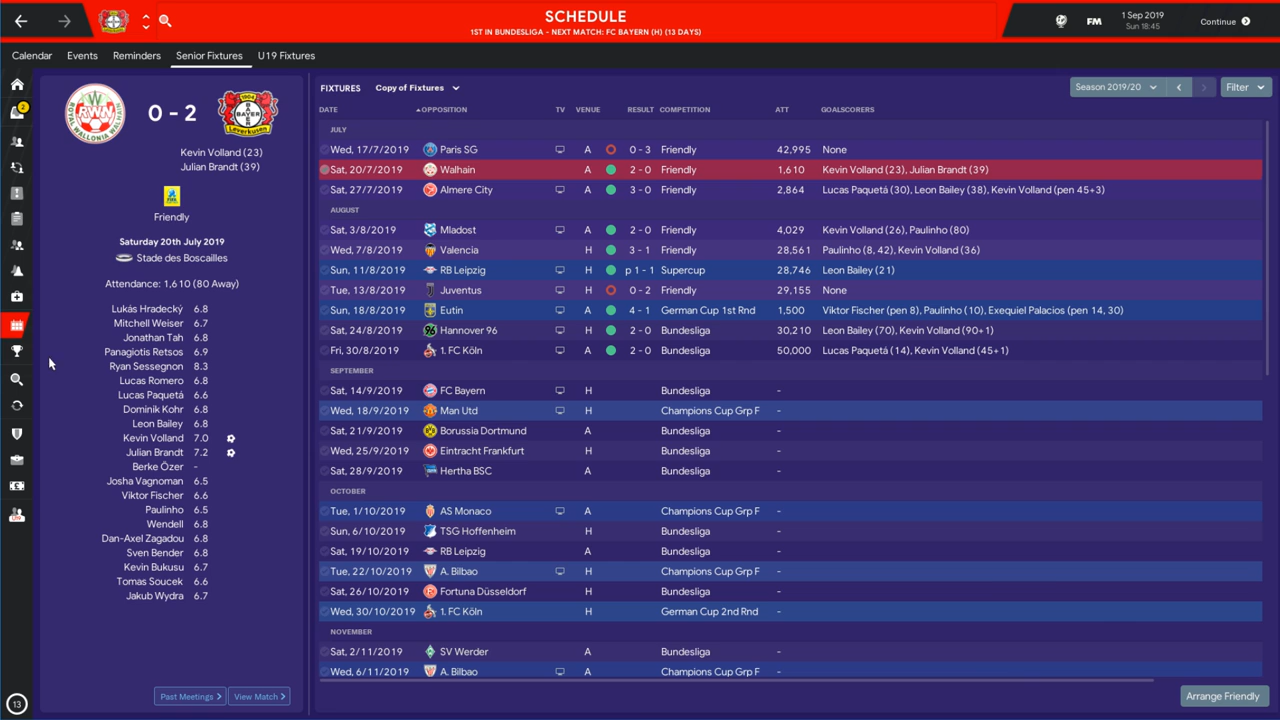 SCHEDULE
1ST IN BUNDESLIGA - NEXT MATCH: FC BAYERN (H) (13 DAYS)
FM
1 Sep 2019
Sun 18:45
Continue
Calendar Events Reminders Senior Fixtures U19 Fixtures
0 - 2
Kevin Volland (23)
Julian Brandt (39)
Friendly
Saturday 20th July 2019
Stade des Boscailles
Attendance: 1,610 (80 Away)
Lukás Hradecký 6.8
Mitchell Weiser 6.7
Jonathan Tah 6.8
Panagiotis Retsos 6.9
Ryan Sessegnon 8.3
Lucas Romero 6.8
Lucas Paquetá 6.6
Dominik Kohr 6.8
Leon Bailey 6.8
Kevin Volland 7.0
Julian Brandt 7.2
Berke Özer -
Josha Vagnoman 6.5
Viktor Fischer 6.6
Paulinho 6.5
Wendell 6.8
Dan-Axel Zagadou 6.8
Sven Bender 6.8
Kevin Bukusu 6.7
Tomas Soucek 6.6
Jakub Wydra 6.7
Past Meetings View Match
2
13
FIXTURES Copy of Fixtures Season 2019/20 Filter
DATE OPPOSITION TV VENUE RESULT COMPETITION ATT GOALSCORERS
JULY
Wed, 17/7/2019 Paris SG A 0 - 3 Friendly 42,995 None
Sat, 20/7/2019 Walhain A 2 - 0 Friendly 1,610 Kevin Volland (23), Julian Brandt (39)
Sat, 27/7/2019 Almere City A 3 - 0 Friendly 2,864 Lucas Paquetá (30), Leon Bailey (38), Kevin Volland (pen 45+3)
AUGUST
Sat, 3/8/2019 Mladost A 2 - 0 Friendly 4,029 Kevin Volland (26), Paulinho (80)
Wed, 7/8/2019 Valencia H 3 - 1 Friendly 28,561 Paulinho (8, 42), Kevin Volland (36)
Sun, 11/8/2019 RB Leipzig H p 1 - 1 Supercup 28,746 Leon Bailey (21)
Tue, 13/8/2019 Juventus H 0 - 2 Friendly 29,155 None
Sun, 18/8/2019 Eutin A 4 - 1 German Cup 1st Rnd 1,500 Viktor Fischer (pen 8), Paulinho (10), Exequiel Palacios (pen 14, 30)
Sat, 24/8/2019 Hannover 96 H 2 - 0 Bundesliga 30,210 Leon Bailey (70), Kevin Volland (90+1)
Fri, 30/8/2019 1. FC Köln A 2 - 0 Bundesliga 50,000 Lucas Paquetá (14), Kevin Volland (45+1)
SEPTEMBER
Sat, 14/9/2019 FC Bayern H Bundesliga -
Wed, 18/9/2019 Man Utd H Champions Cup Grp F -
Sat, 21/9/2019 Borussia Dortmund A Bundesliga -
Wed, 25/9/2019 Eintracht Frankfurt H Bundesliga -
Sat, 28/9/2019 Hertha BSC A Bundesliga -
OCTOBER
Tue, 1/10/2019 AS Monaco A Champions Cup Grp F -
Sun, 6/10/2019 TSG Hoffenheim H Bundesliga -
Sat, 19/10/2019 RB Leipzig A Bundesliga -
Tue, 22/10/2019 A. Bilbao H Champions Cup Grp F -
Sat, 26/10/2019 Fortuna Düsseldorf H Bundesliga -
Wed, 30/10/2019 1. FC Köln H German Cup 2nd Rnd -
NOVEMBER
Sat, 2/11/2019 SV Werder A Bundesliga -
Wed, 6/11/2019 A. Bilbao A Champions Cup Grp F -
Arrange Friendly